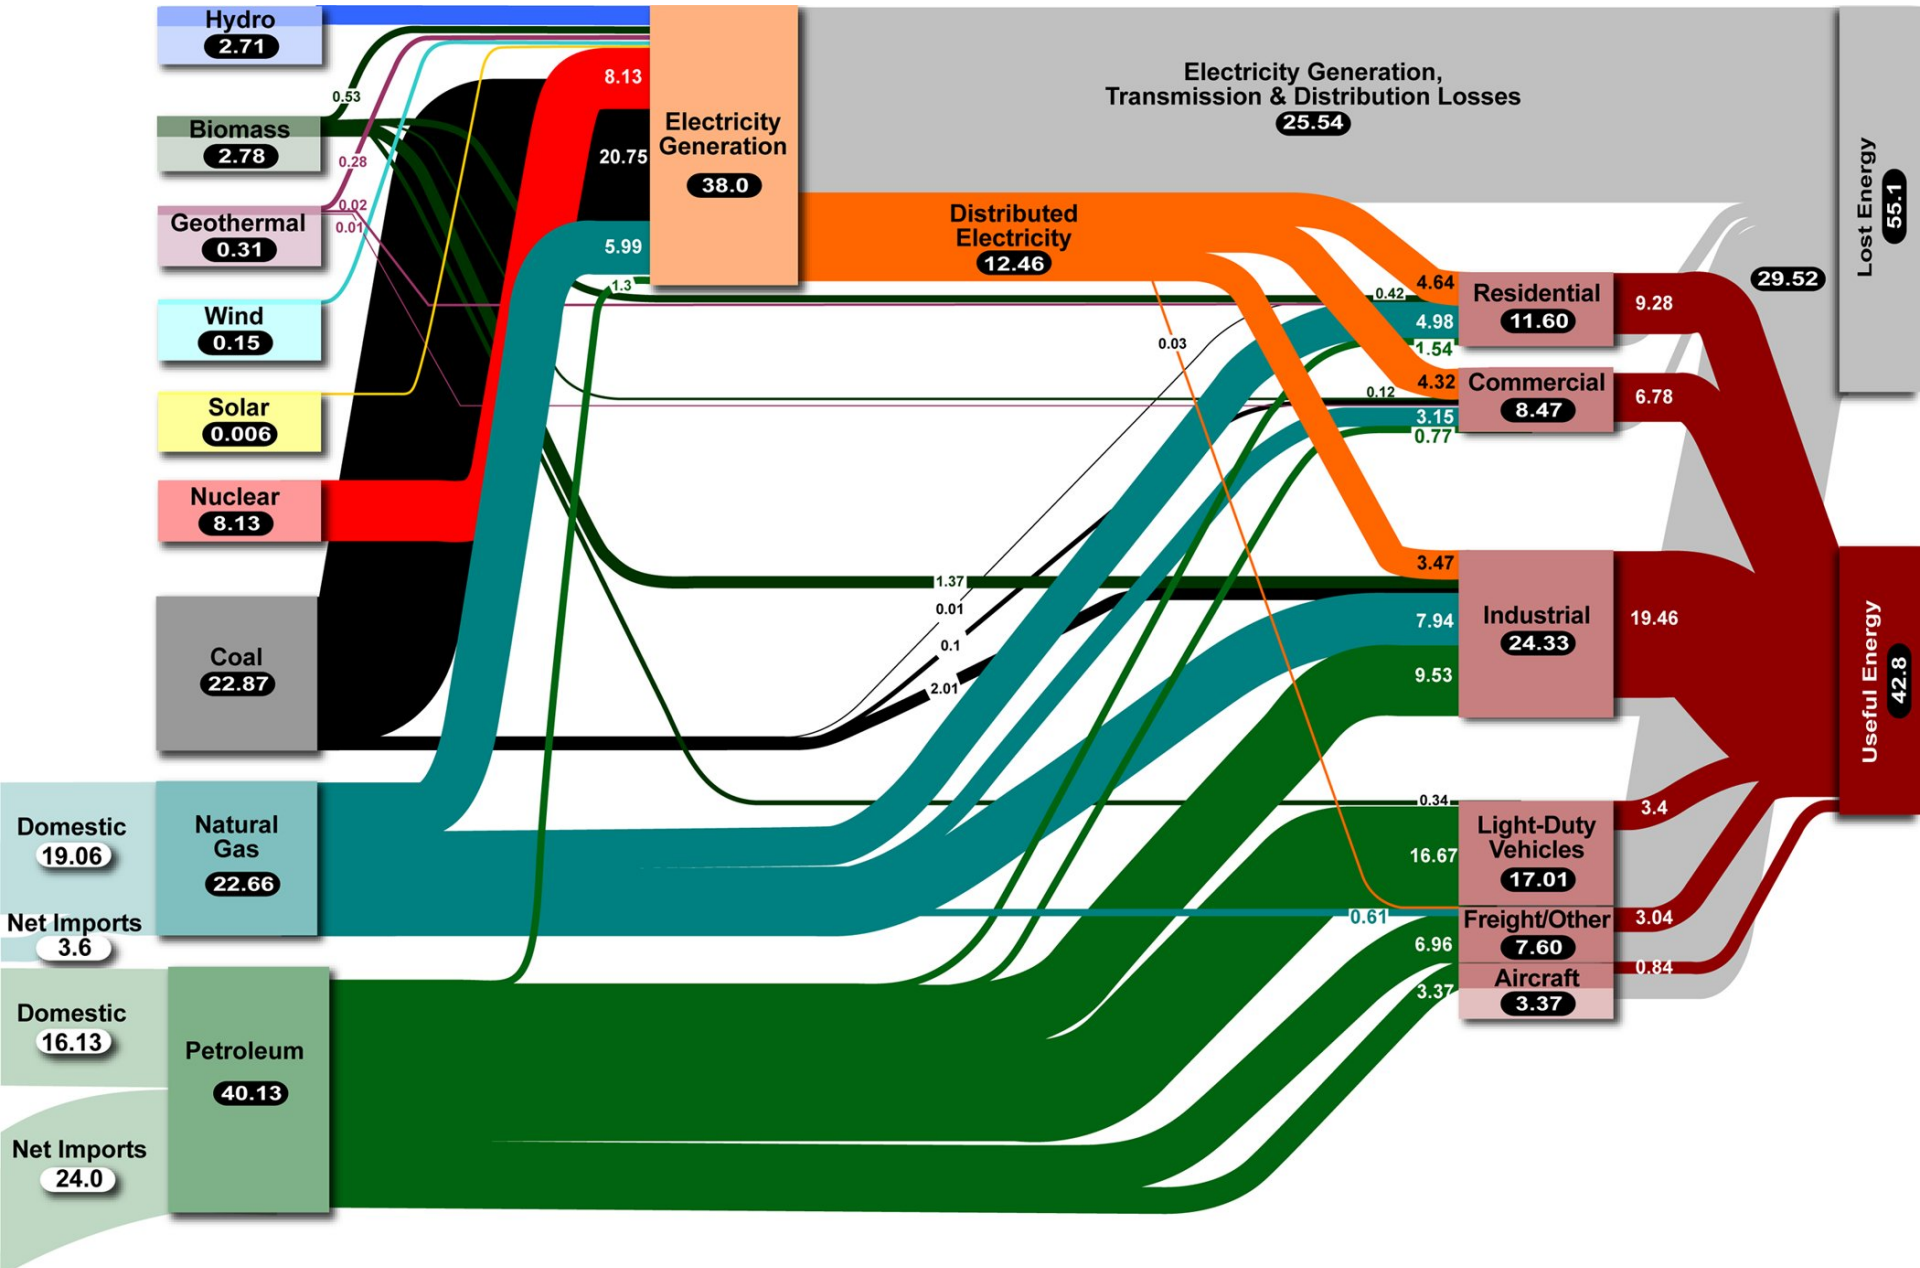 Hydro
2.71
Biomass
2.78
Geothermal
0.31
Wind
0.15
Solar
0.006
Nuclear
8.13
Coal
22.87
Domestic
19.06
Net Imports
3.6
Natural
Gas
22.66
Domestic
16.13
Net Imports
24.0
Petroleum
40.13
0.53
0.28
0.02
0.01
8.13
20.75
5.99
1.3
Electricity
Generation
38.0
Electricity Generation,
Transmission & Distribution Losses
25.54
Distributed
Electricity
12.46
0.03
1.37
0.01
0.1
2.01
4.64
0.42
4.98
1.54
4.32
0.12
3.15
0.77
3.47
7.94
9.53
0.34
16.67
0.61
6.96
3.37
Residential
11.60
Commercial
8.47
Industrial
24.33
Light-Duty
Vehicles
17.01
Freight/Other
7.60
Aircraft
3.37
9.28
6.78
19.46
3.4
3.04
0.84
29.52
Lost Energy
55.1
Useful Energy
42.8